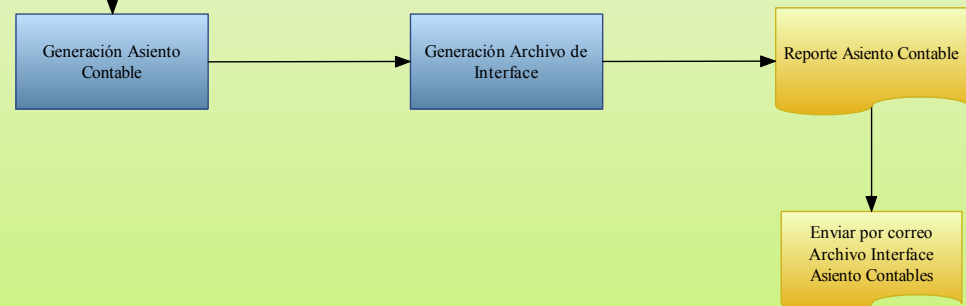 Generación Asiento
Contable
Generación Archivo de
Interface
Reporte Asiento Contable
Enviar por correo
Archivo Interface
Asiento Contables